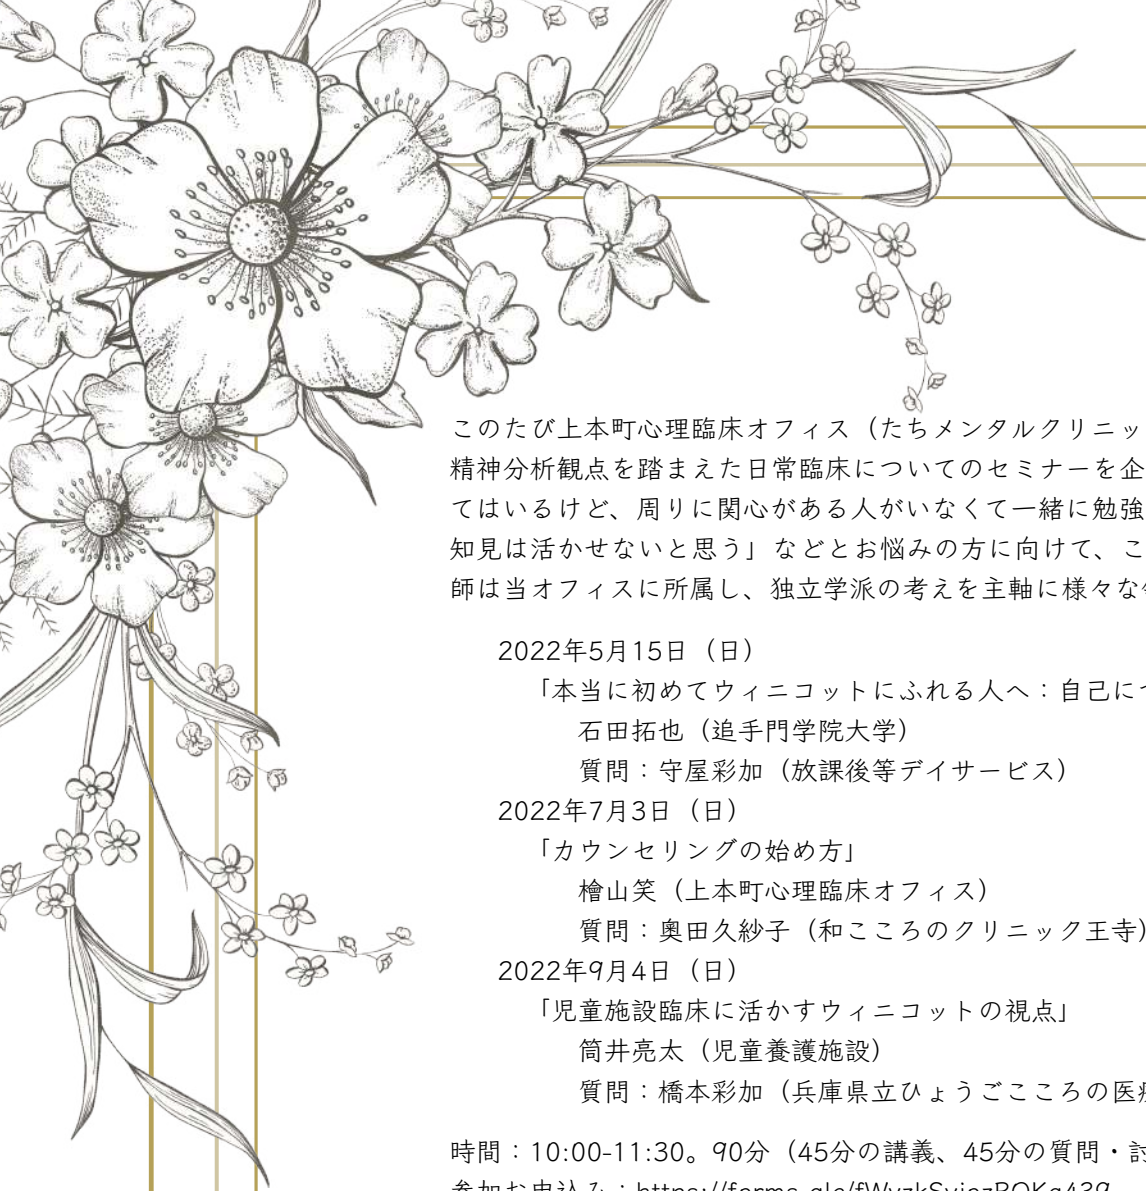 このたび上本町心理臨床オフィス（たちメンタルクリニッ
精神分析観点を踏まえた日常臨床についてのセミナーを企
てはいるけど、周りに関心がある人がいなくて一緒に勉強
知見は活かせないと思う」などとお悩みの方に向けて、こ
師は当オフィスに所属し、独立学派の考えを主軸に様々な
2022年5月15日（日）
「本当に初めてウィニコットにふれる人へ：自己に
石田拓也（追手門学院大学）
質問：守屋彩加（放課後等デイサービス）
2022年7月3日（日）
「カウンセリングの始め方」
檜山笑（上本町心理臨床オフィス）
質問：奥田久紗子（和こころのクリニック王寺）
2022年9月4日（日）
「児童施設臨床に活かすウィニコットの視点」
筒井亮太（児童養護施設）
質問：橋本彩加（兵庫県立ひょうごこころの医
時間：10:00-11:30。90分（45分の講義、45分の質問・討
参加お申込み：